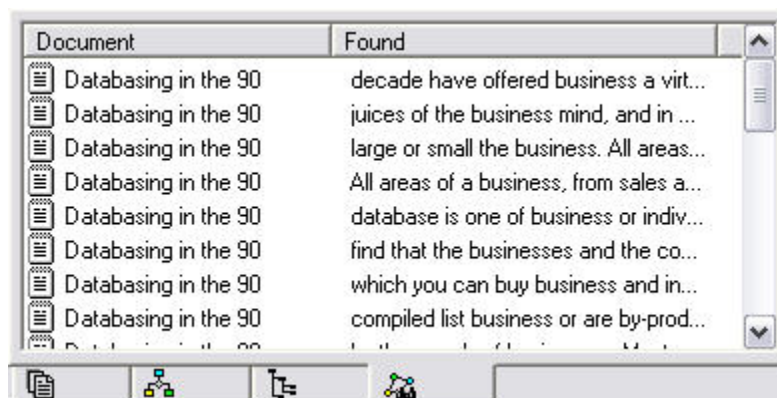 Document Found
Databasing in the 90 decade have offered business a virt...
Databasing in the 90 juices of the business mind, and in ...
Databasing in the 90 large or small the business. All areas...
Databasing in the 90 All areas of a business, from sales a...
Databasing in the 90 database is one of business or indiv...
Databasing in the 90 find that the businesses and the co...
Databasing in the 90 which you can buy business and in...
Databasing in the 90 compiled list business or are by-prod...